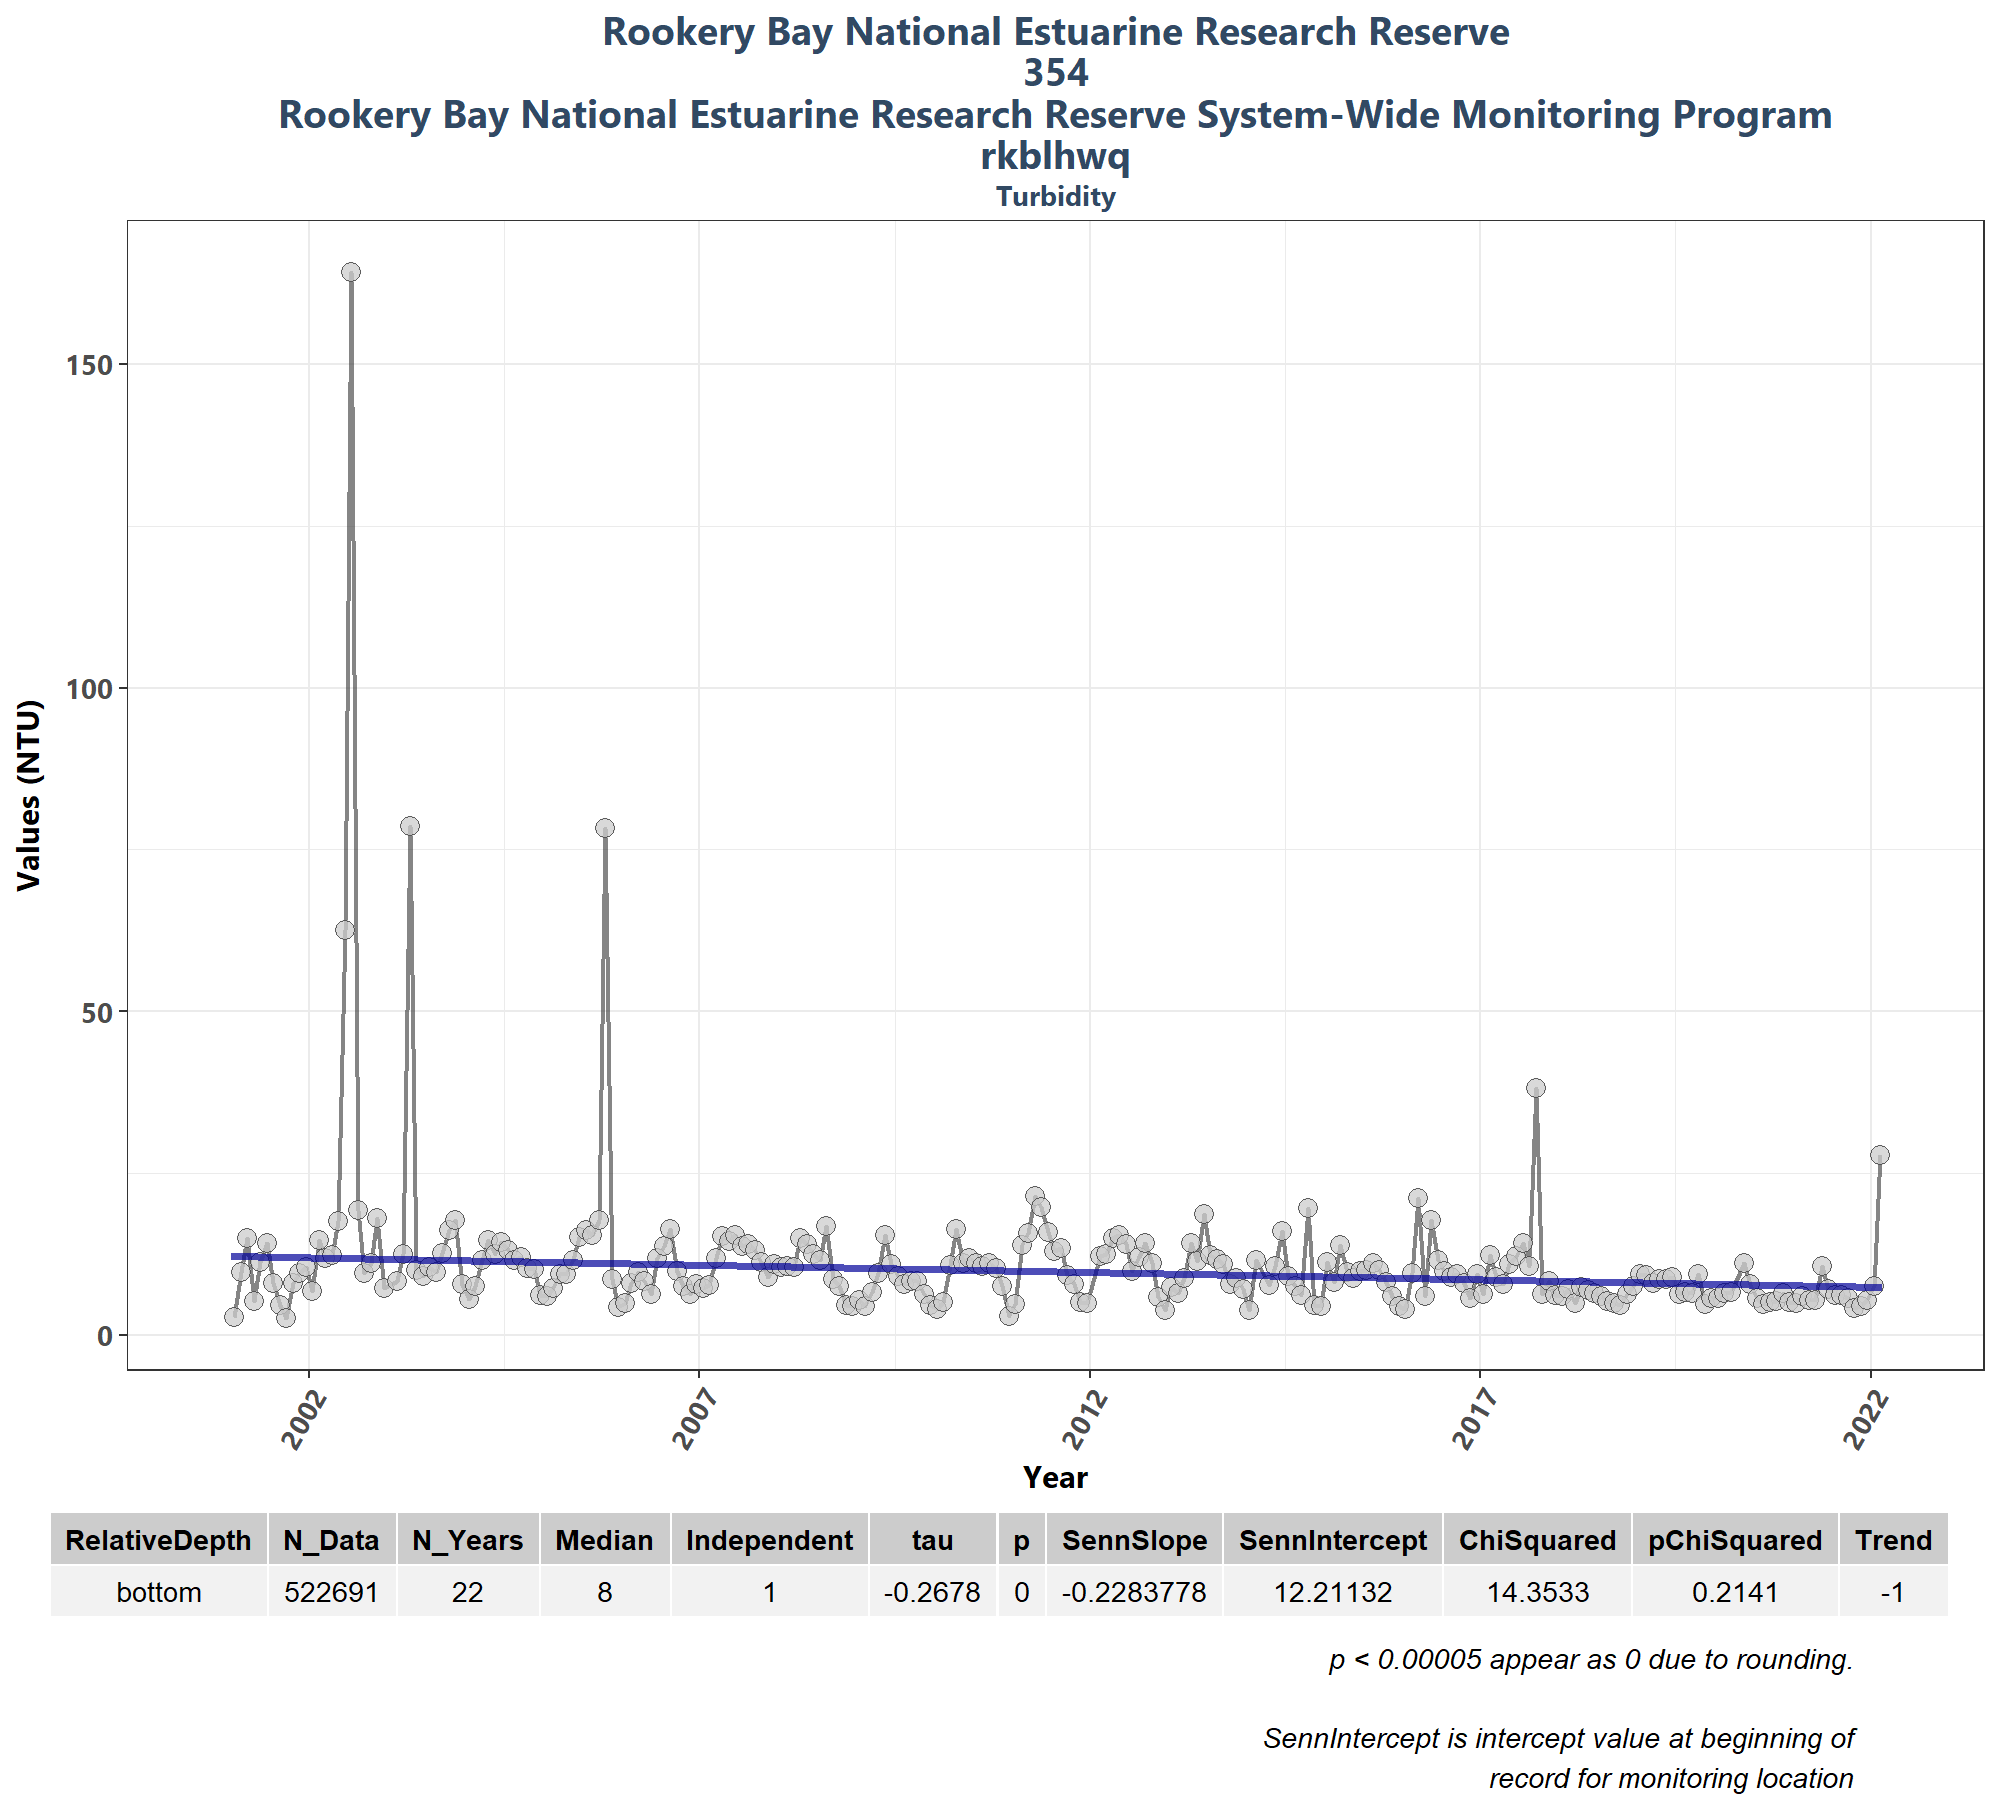 Rookery Bay National Estuarine Research Reserve
354
Rookery Bay National Estuarine Research Reserve System-Wide Monitoring Program
rkblhwq
Turbidity
Values (NTU)
150
100
50
0
2002 2007 2012 2017 2022
Year
RelativeDepth N_Data N_Years Median Independent tau p SennSlope SennIntercept ChiSquared pChiSquared Trend
bottom 522691 22 8 1 -0.2678 0 -0.2283778 12.21132 14.3533 0.2141 -1
p < 0.00005 appear as 0 due to rounding.
SennIntercept is intercept value at beginning of
record for monitoring location